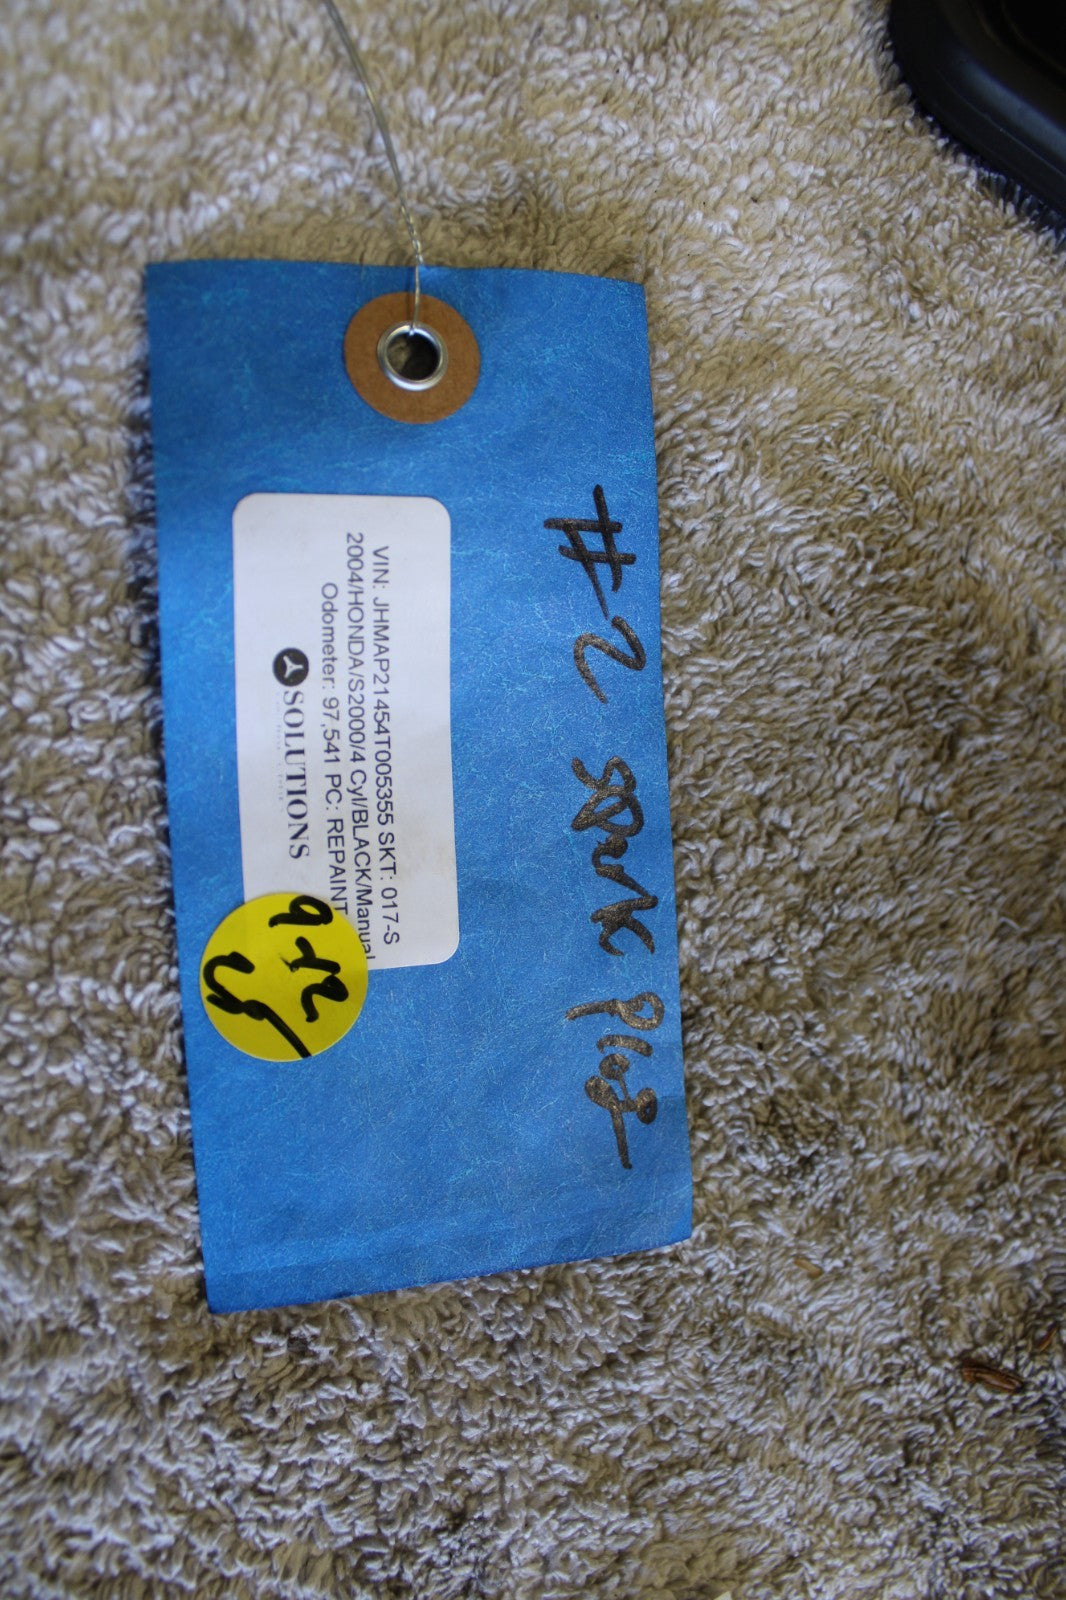 #2 SPARK Plug
VIN: JHMAP21454T005355 SKT: 017-S
2004/HONDA/S2000/4 Cyl/BLACK/Manual
Odometer: 97,541 PC: REPAINT
SOLUTIONS
9-12